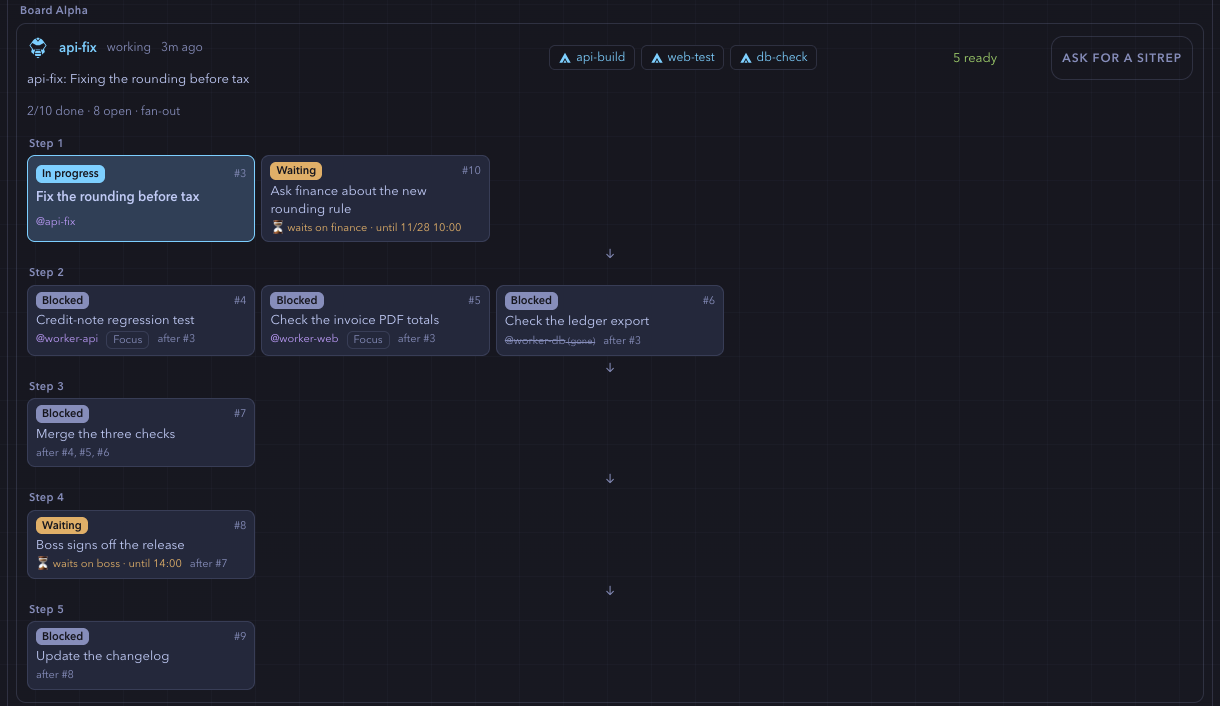 Board Alpha
api-fix working 3m ago
api-build
web-test
db-check
5 ready
ASK FOR A SITREP
api-fix: Fixing the rounding before tax
2/10 done · 8 open · fan-out
Step 1
In progress #3
Fix the rounding before tax
@api-fix
Waiting #10
Ask finance about the new
rounding rule
⏳ waits on finance · until 11/28 10:00
↓
Step 2
Blocked #4
Credit-note regression test
@worker-api Focus after #3
Blocked #5
Check the invoice PDF totals
@worker-web Focus after #3
Blocked #6
Check the ledger export
@worker-db (gone) after #3
↓
Step 3
Blocked #7
Merge the three checks
after #4, #5, #6
↓
Step 4
Waiting #8
Boss signs off the release
⏳ waits on boss · until 14:00 after #7
↓
Step 5
Blocked #9
Update the changelog
after #8